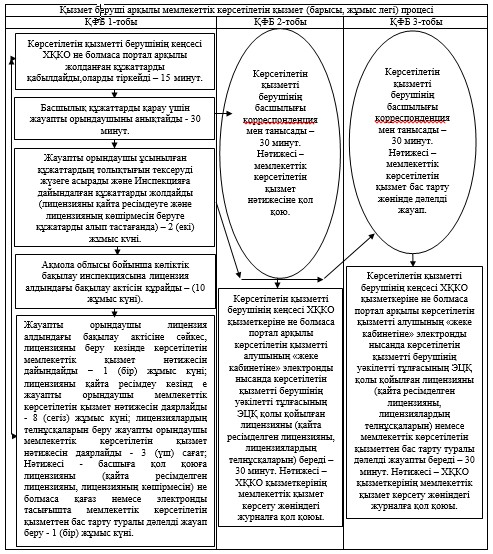 Қызмет беруші арқылы мемлекеттік көрсетілетін қызмет (барысы, жұмыс легі) процесі
ҚФБ 1-тобы
ҚФБ 2-тобы
ҚФБ 3-тобы
Көрсетілетін қызметті берушінің кеңсесі
ХҚКО не болмаса портал арқылы
жолданған құжаттарды
қабылдайды,оларды тіркейді – 15 минут.
Басшылық құжаттарды қарау үшін
жауапты орындаушыны анықтайды - 30
минут.
Жауапты орындаушы ұсынылған
құжаттардың толықтығын тексеруді
жүзеге асырады және Инспекцияға
дайындалған құжаттарды жолдайды
(лицензияны қайта ресімдеуге және
лицензияның көшірмесін беруге
құжатарды алып тастағанда) – 2 (екі)
жұмыс күні.
Ақмола облысы бойынша көліктік
бақылау инспекциясына лицензия
алдындағы бақылау актісін құрайды – (10
жұмыс күні).
Жауапты орындаушы лицензия
алдындағы бақылау актісіне сәйкес,
лицензияны беру кезінде көрсетілетін
мемлекеттік қызмет нәтижесін
дайындайды – 1 (бір) жұмыс күні;
лицензияны қайта ресімдеу кезінд е
жауапты орындаушы мемлекеттік
көрсетілетін қызмет нәтижесін даярлайды
- 8 (сегіз) жұмыс күні; лицензиялардың
телнұсқаларын беру жауапты орындаушы
мемлекеттік көрсетілетін қызмет
нәтижесін даярлайды - 3 (үш) сағат;
Нәтижесі - басшыға қол қоюға
лицензияны (қайта ресімделген
лицензияны, лицензияның көшірмесін) не
болмаса қағаз немесе электронды
тасығышта мемлекеттік көрсетілетін
қызметтен бас тарту туралы дәлелді жауап
беру - 1 (бір) жұмыс күні.
Көрсетілетін
қызметті
берушінің
басшылығы
корреспонденция
мен танысады –
30 минут.
Нәтижесі –
мемлекеттік
көрсетілетін
қызмет
нәтижесіне қол
қою.
Көрсетілетін қызметті
берушінің кеңсесі ХҚКО
қызметкеріне не болмаса
портал арқылы
көрсетілетін қызметті
алушының «жеке
кабинетіне» электронды
нысанда көрсетілетін
қызметті берушінің
уәкілетті тұлғасының
ЭЦҚ қолы қойылған
лицензияны (қайта
ресімделген лицензияны,
лицензиялардың
телнұсқаларын) береді –
30 минут. Нәтижесі –
ХҚКО қызметкерінің
мемлекеттік қызмет
көрсету жөніндегі
журналға қол қоюы.
Көрсетілетін
қызметті
берушінің
басшылығы
корреспонденция
мен танысады –
30 минут.
Нәтижесі –
мемлекеттік
көрсетілетін
қызмет бас тарту
жөнінде дәлелді
жауап.
Көрсетілетін қызметті
берушінің кеңсесі ХҚКО
қызметкеріне не болмаса
портал арқылы көрсетілетін
қызметті алушының «жеке
кабинетіне» электронды
нысанда көрсетілетін
қызметті берушінің
уәкілетті тұлғасының ЭЦҚ
қолы қойылған лицензияны
(қайта ресімделген
лицензияны,
лицензиялардың
телнұсқаларын) немесе
мемлекеттік көрсетілетін
қызметтен бас тарту туралы
дәлелді жауапты береді – 30
минут. Нәтижесі – ХҚКО
қызметкерінің мемлекеттік
қызмет көрсету жөніндегі
журналға қол қоюы.